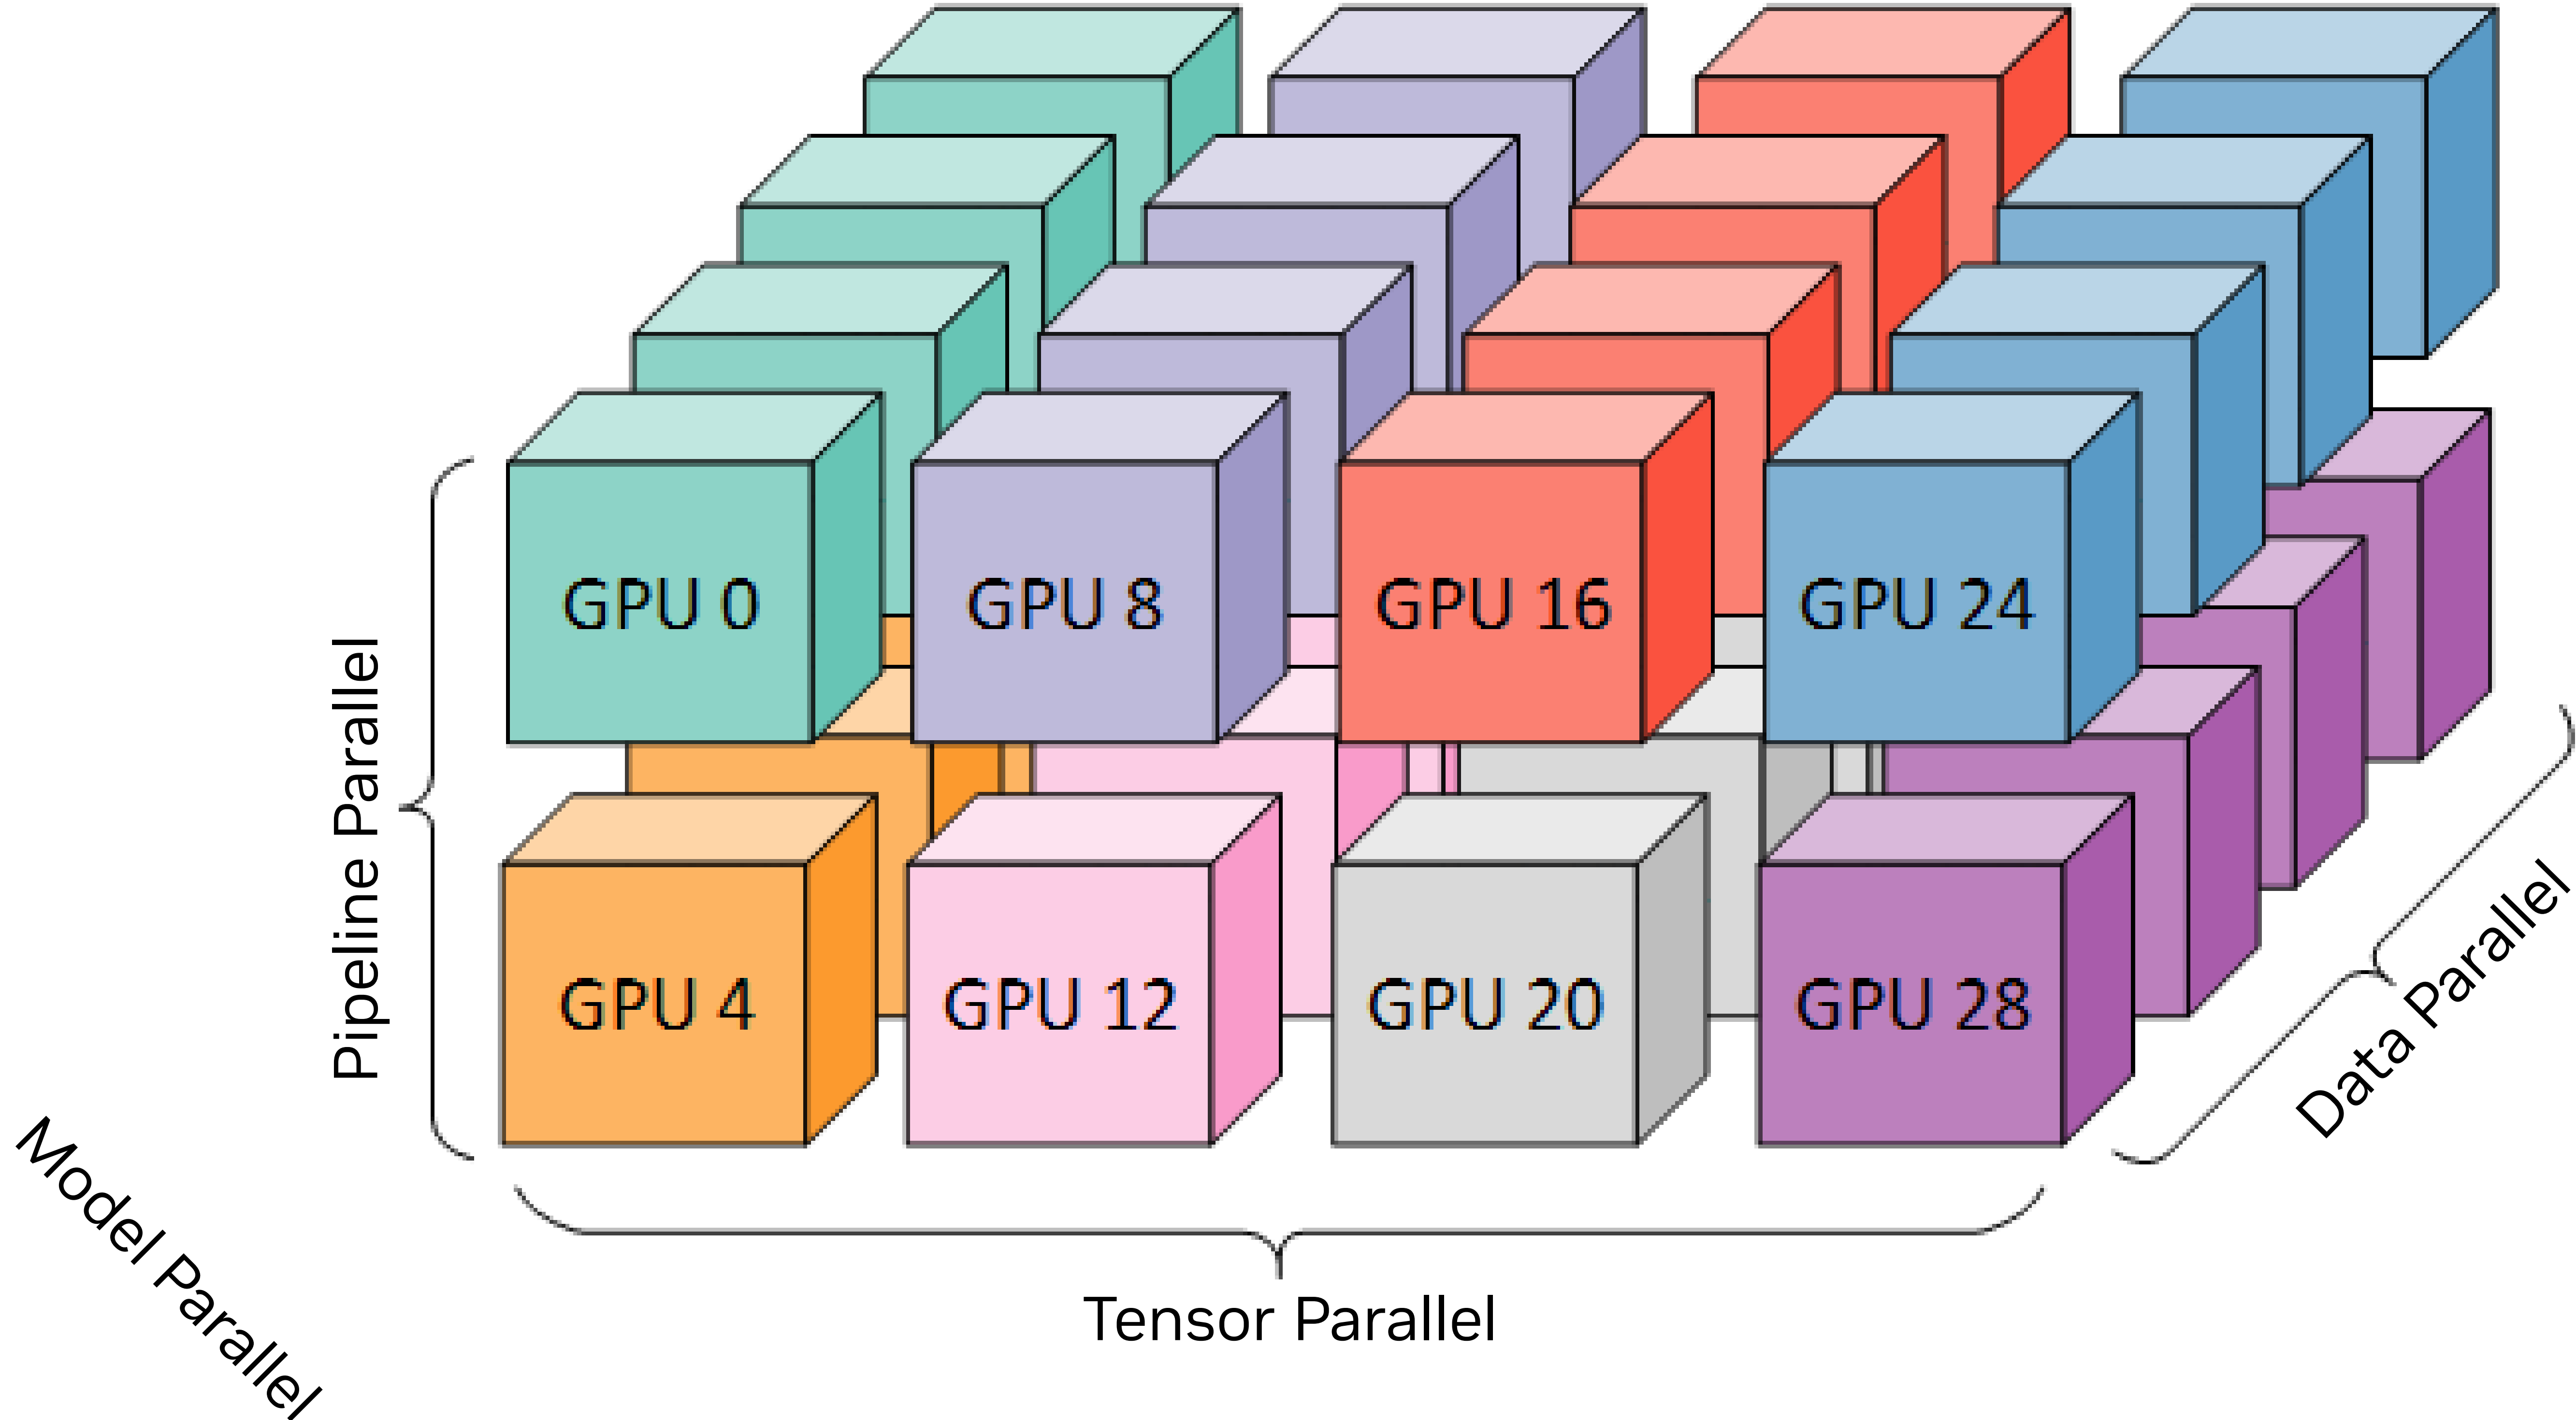 GPU 0
GPU 8
GPU 16
GPU 24
GPU 4
GPU 12
GPU 20
GPU 28
Pipeline Parallel
Model Parallel
Tensor Parallel
Data Parallel